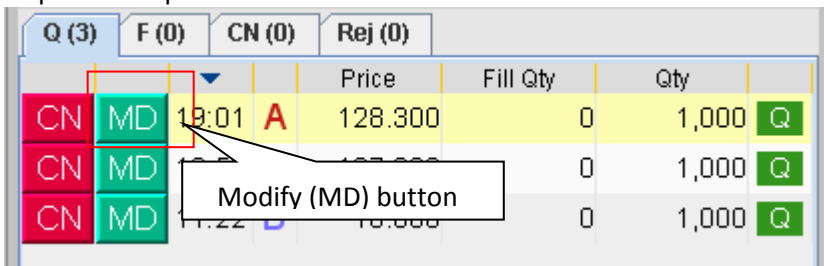 Q (3) F (0) CN (0) Rej (0)
Price Fill Qty Qty
CN MD 19:01 A 128.300 0 1,000 Q
CN MD 0 1,000 Q
Modify (MD) button
CN MD 0 1,000 Q